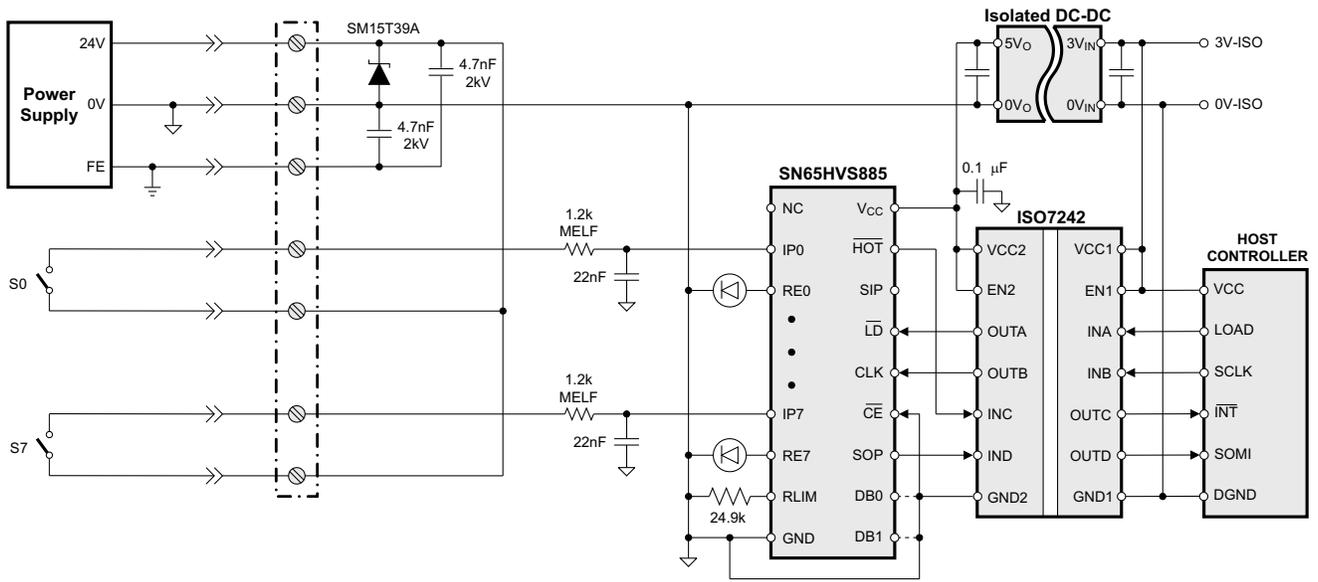 Isolated DC-DC
SM15T39A
24V
4.7nF
2kV
5VO
3VIN
3V-ISO
Power
Supply
0V
4.7nF
2kV
0VO
0VIN
0V-ISO
FE
SN65HVS885
0.1 μF
1.2k
MELF
NC
VCC
ISO7242
HOST
CONTROLLER
IP0
HOT
VCC2
VCC1
S0
22nF
RE0
SIP
EN2
EN1
VCC
LD
OUTA
INA
LOAD
1.2k
MELF
CLK
OUTB
INB
SCLK
IP7
CE
INC
OUTC
INT
S7
22nF
RE7
SOP
IND
OUTD
SOMI
RLIM
DB0
GND2
GND1
DGND
24.9k
GND
DB1